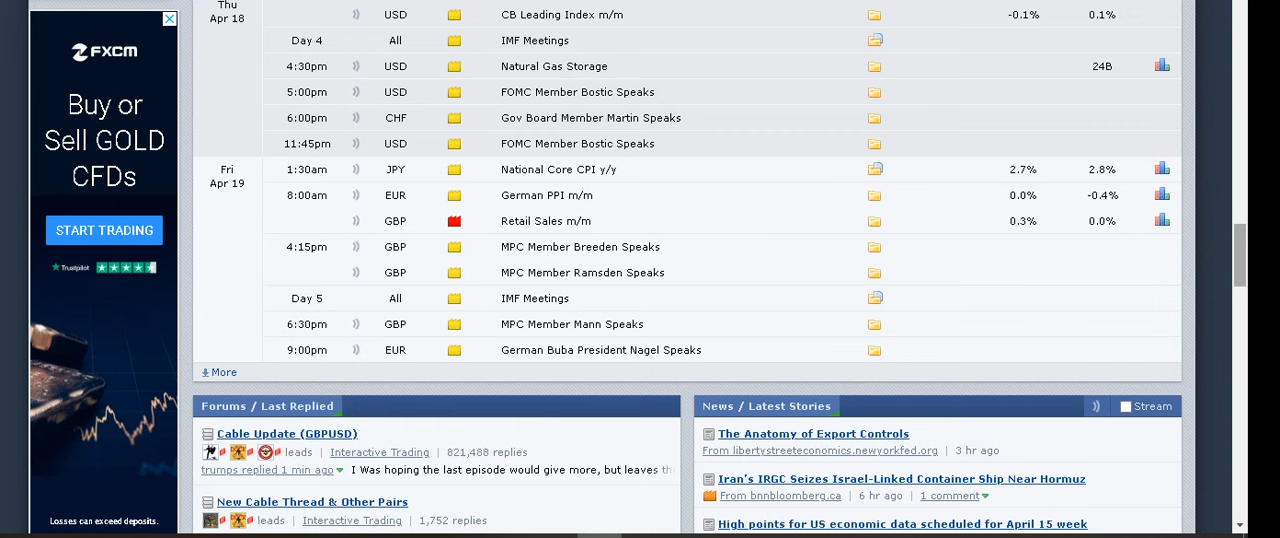 Thu
Apr 18
USD CB Leading Index m/m -0.1% 0.1%
Day 4 All IMF Meetings
4:30pm USD Natural Gas Storage 24B
5:00pm USD FOMC Member Bostic Speaks
6:00pm CHF Gov Board Member Martin Speaks
11:45pm USD FOMC Member Bostic Speaks
Fri
Apr 19
1:30am JPY National Core CPI y/y 2.7% 2.8%
8:00am EUR German PPI m/m 0.0% -0.4%
GBP Retail Sales m/m 0.3% 0.0%
4:15pm GBP MPC Member Breeden Speaks
GBP MPC Member Ramsden Speaks
Day 5 All IMF Meetings
6:30pm GBP MPC Member Mann Speaks
9:00pm EUR German Buba President Nagel Speaks
More
FXCM
Buy or
Sell GOLD
CFDs
START TRADING
Trustpilot
Losses can exceed deposits.
Forums / Last Replied
Cable Update (GBPUSD)
leads | Interactive Trading | 821,488 replies
trumps replied 1 min ago I Was hoping the last episode would give more, but leaves
New Cable Thread & Other Pairs
leads | Interactive Trading | 1,752 replies
News / Latest Stories Stream
The Anatomy of Export Controls
From libertystreeteconomics.newyorkfed.org | 3 hr ago
Iran's IRGC Seizes Israel-Linked Container Ship Near Hormuz
From bnnbloomberg.ca | 6 hr ago | 1 comment
High points for US economic data scheduled for April 15 week